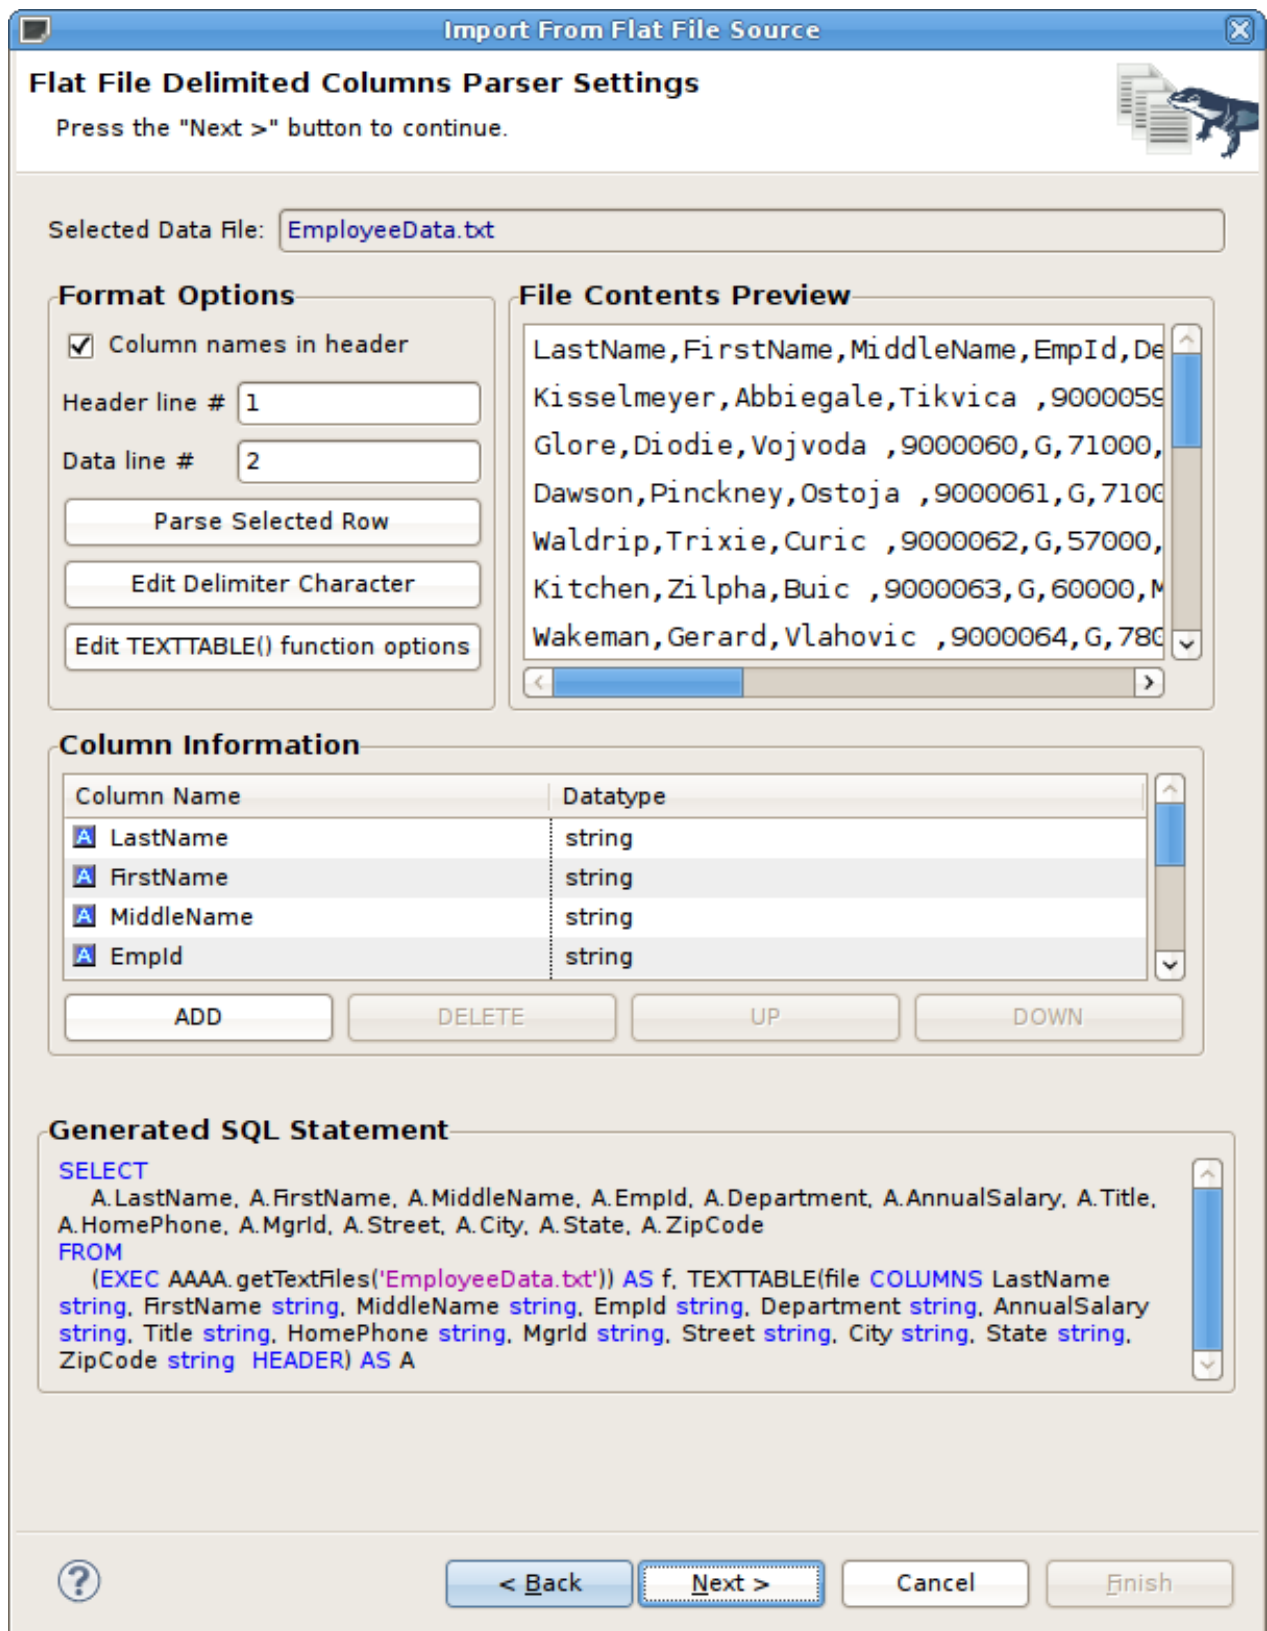 Import From Flat File Source
Flat File Delimited Columns Parser Settings
Press the "Next >" button to continue.
Selected Data File: EmployeeData.txt
Format Options
Column names in header
Header line # 1
Data line # 2
Parse Selected Row
Edit Delimiter Character
Edit TEXTTABLE() function options
File Contents Preview
LastName,FirstName,MiddleName,EmpId,De
Kisselmeyer,Abbiegale,Tikvica ,9000059
Glore,Diodie,Vojvoda ,9000060,G,71000,
Dawson,Pinckney,Ostoja ,9000061,G,7100
Waldrip,Trixie,Curic ,9000062,G,57000,
Kitchen,Zilpha,Buic ,9000063,G,60000,M
Wakeman,Gerard,Vlahovic ,9000064,G,780
Column Information
Column Name Datatype
LastName string
FirstName string
MiddleName string
EmpId string
ADD DELETE UP DOWN
Generated SQL Statement
SELECT
A.LastName, A.FirstName, A.MiddleName, A.EmpId, A.Department, A.AnnualSalary, A.Title,
A.HomePhone, A.MgrId, A.Street, A.City, A.State, A.ZipCode
FROM
(EXEC AAAA.getTextFiles('EmployeeData.txt')) AS f, TEXTTABLE(file COLUMNS LastName
string, FirstName string, MiddleName string, EmpId string, Department string, AnnualSalary
string, Title string, HomePhone string, MgrId string, Street string, City string, State string,
ZipCode string  HEADER) AS A
? < Back Next > Cancel Finish